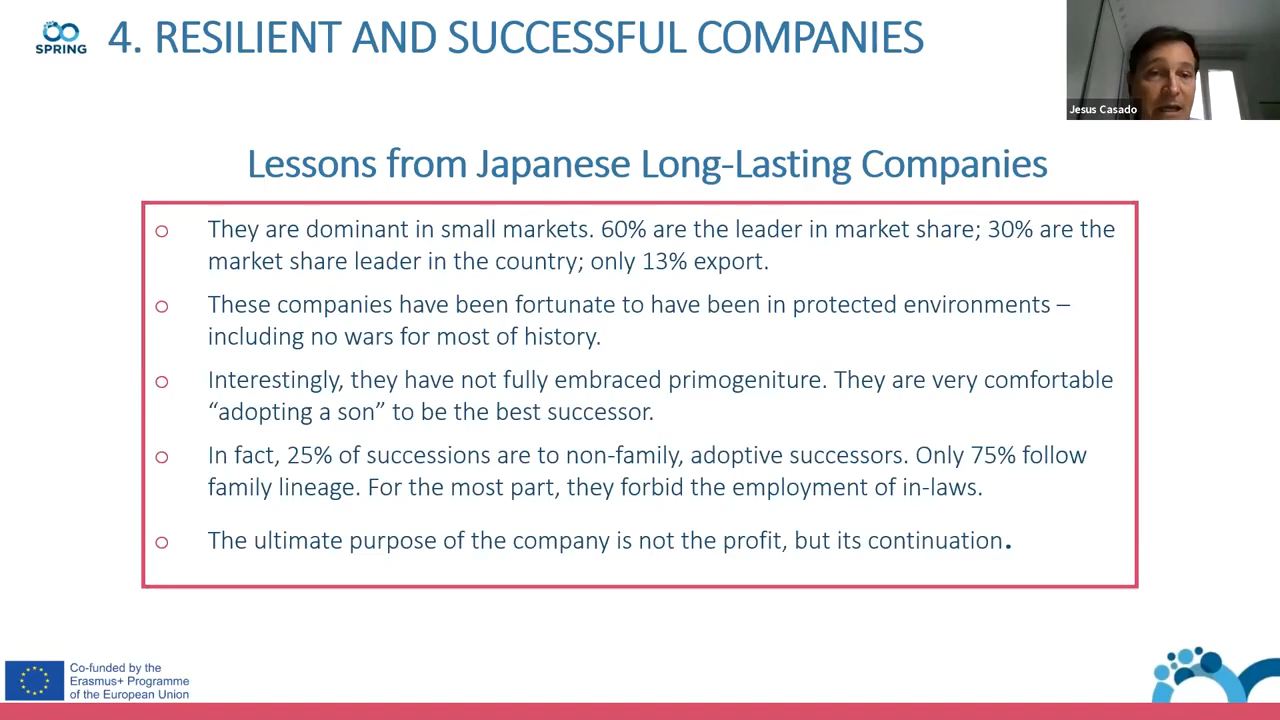 SPRING
4. RESILIENT AND SUCCESSFUL COMPANIES
Jesus Casado
Lessons from Japanese Long-Lasting Companies
o They are dominant in small markets. 60% are the leader in market share; 30% are the
market share leader in the country; only 13% export.
o These companies have been fortunate to have been in protected environments –
including no wars for most of history.
o Interestingly, they have not fully embraced primogeniture. They are very comfortable
“adopting a son” to be the best successor.
o In fact, 25% of successions are to non-family, adoptive successors. Only 75% follow
family lineage. For the most part, they forbid the employment of in-laws.
o The ultimate purpose of the company is not the profit, but its continuation.
Co-funded by the
Erasmus+ Programme
of the European Union